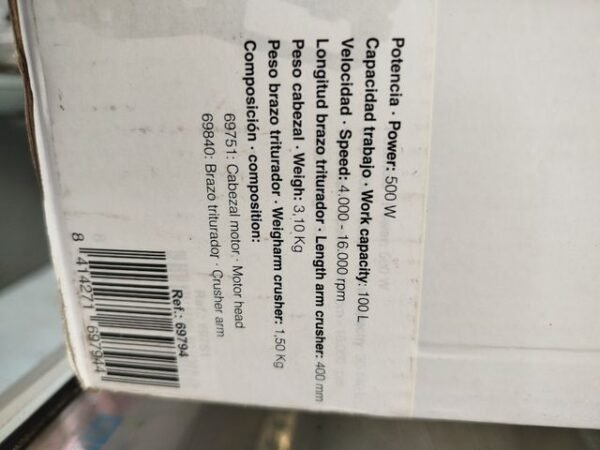 Potencia · Power: 500 W
Capacidad trabajo · Work capacity: 100 L
Velocidad · Speed: 4.000 - 16.000 rpm
Longitud brazo triturador · Length arm crusher: 400 mm
Peso cabezal · Weigh: 3,10 Kg
Peso brazo triturador · Weigharm crusher: 1,50 Kg
Composición · composition:
69751: Cabezal motor · Motor head
69840: Brazo triturador · Crusher arm
Ref.: 69794
8 414271 697944